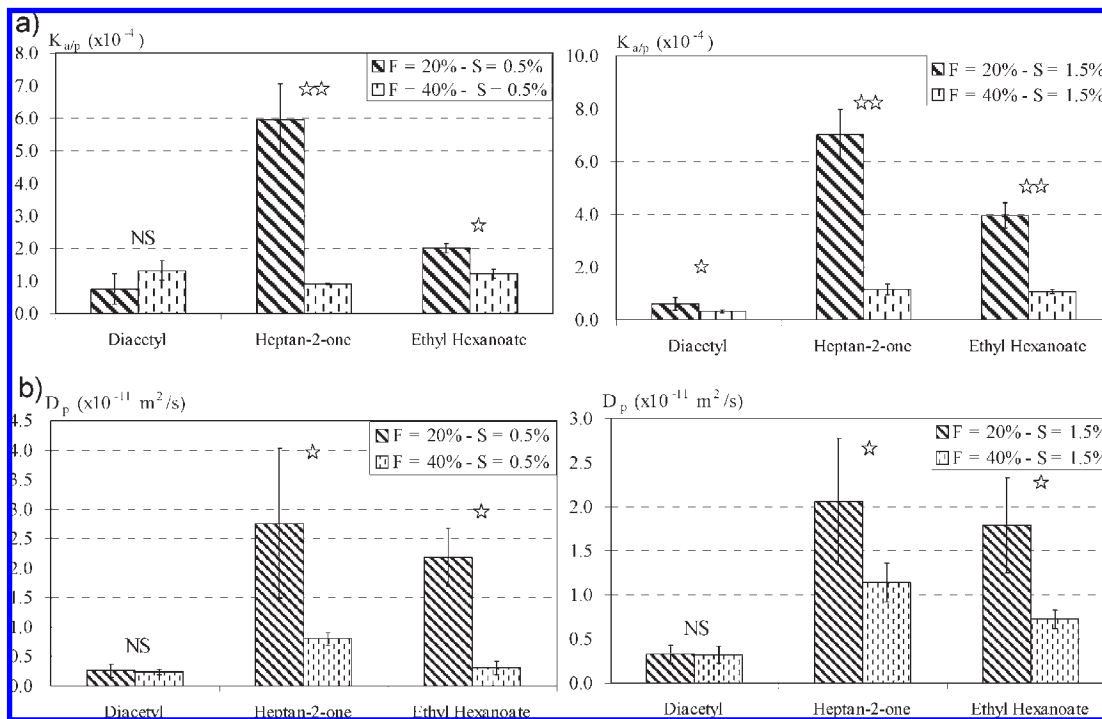 a)
K a/p (x10-4)
8.0
7.0
6.0
5.0
4.0
3.0
2.0
1.0
0.0
F = 20% - S = 0.5%
F = 40% - S = 0.5%
NS
Diacetyl Heptan-2-one Ethyl Hexanoate
K a/p (x10-4)
10.0
8.0
6.0
4.0
2.0
0.0
F = 20% - S = 1.5%
F = 40% - S = 1.5%
Diacetyl Heptan-2-one Ethyl Hexanoate
b)
D p (x10-11 m2/s)
4.5
4.0
3.5
3.0
2.5
2.0
1.5
1.0
0.5
0.0
F = 20% - S = 0.5%
F = 40% - S = 0.5%
NS
Diacetyl Heptan-2-one Ethyl Hexanoate
D p (x10-11 m2/s)
3.0
2.5
2.0
1.5
1.0
0.5
0.0
F = 20% - S = 1.5%
F = 40% - S = 1.5%
NS
Diacetyl Heptan-2-one Ethyl Hexanoate